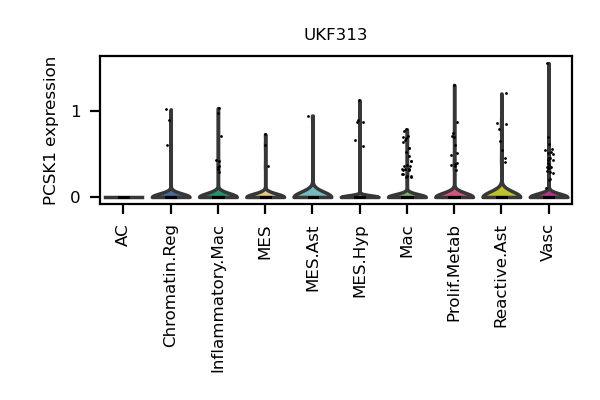 UKF313
PCSK1 expression
1
0
AC
Chromatin.Reg
Inflammatory.Mac
MES
MES.Ast
MES.Hyp
Mac
Prolif.Metab
Reactive.Ast
Vasc